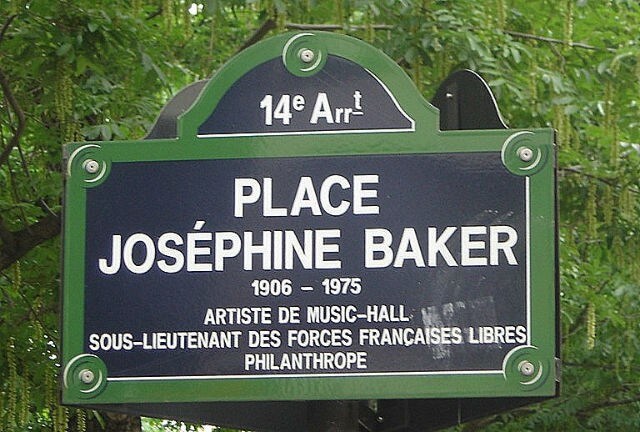 14e Arrt
PLACE
JOSÉPHINE BAKER
1906 – 1975
ARTISTE DE MUSIC–HALL
SOUS–LIEUTENANT DES FORCES FRANÇAISES LIBRES
PHILANTHROPE